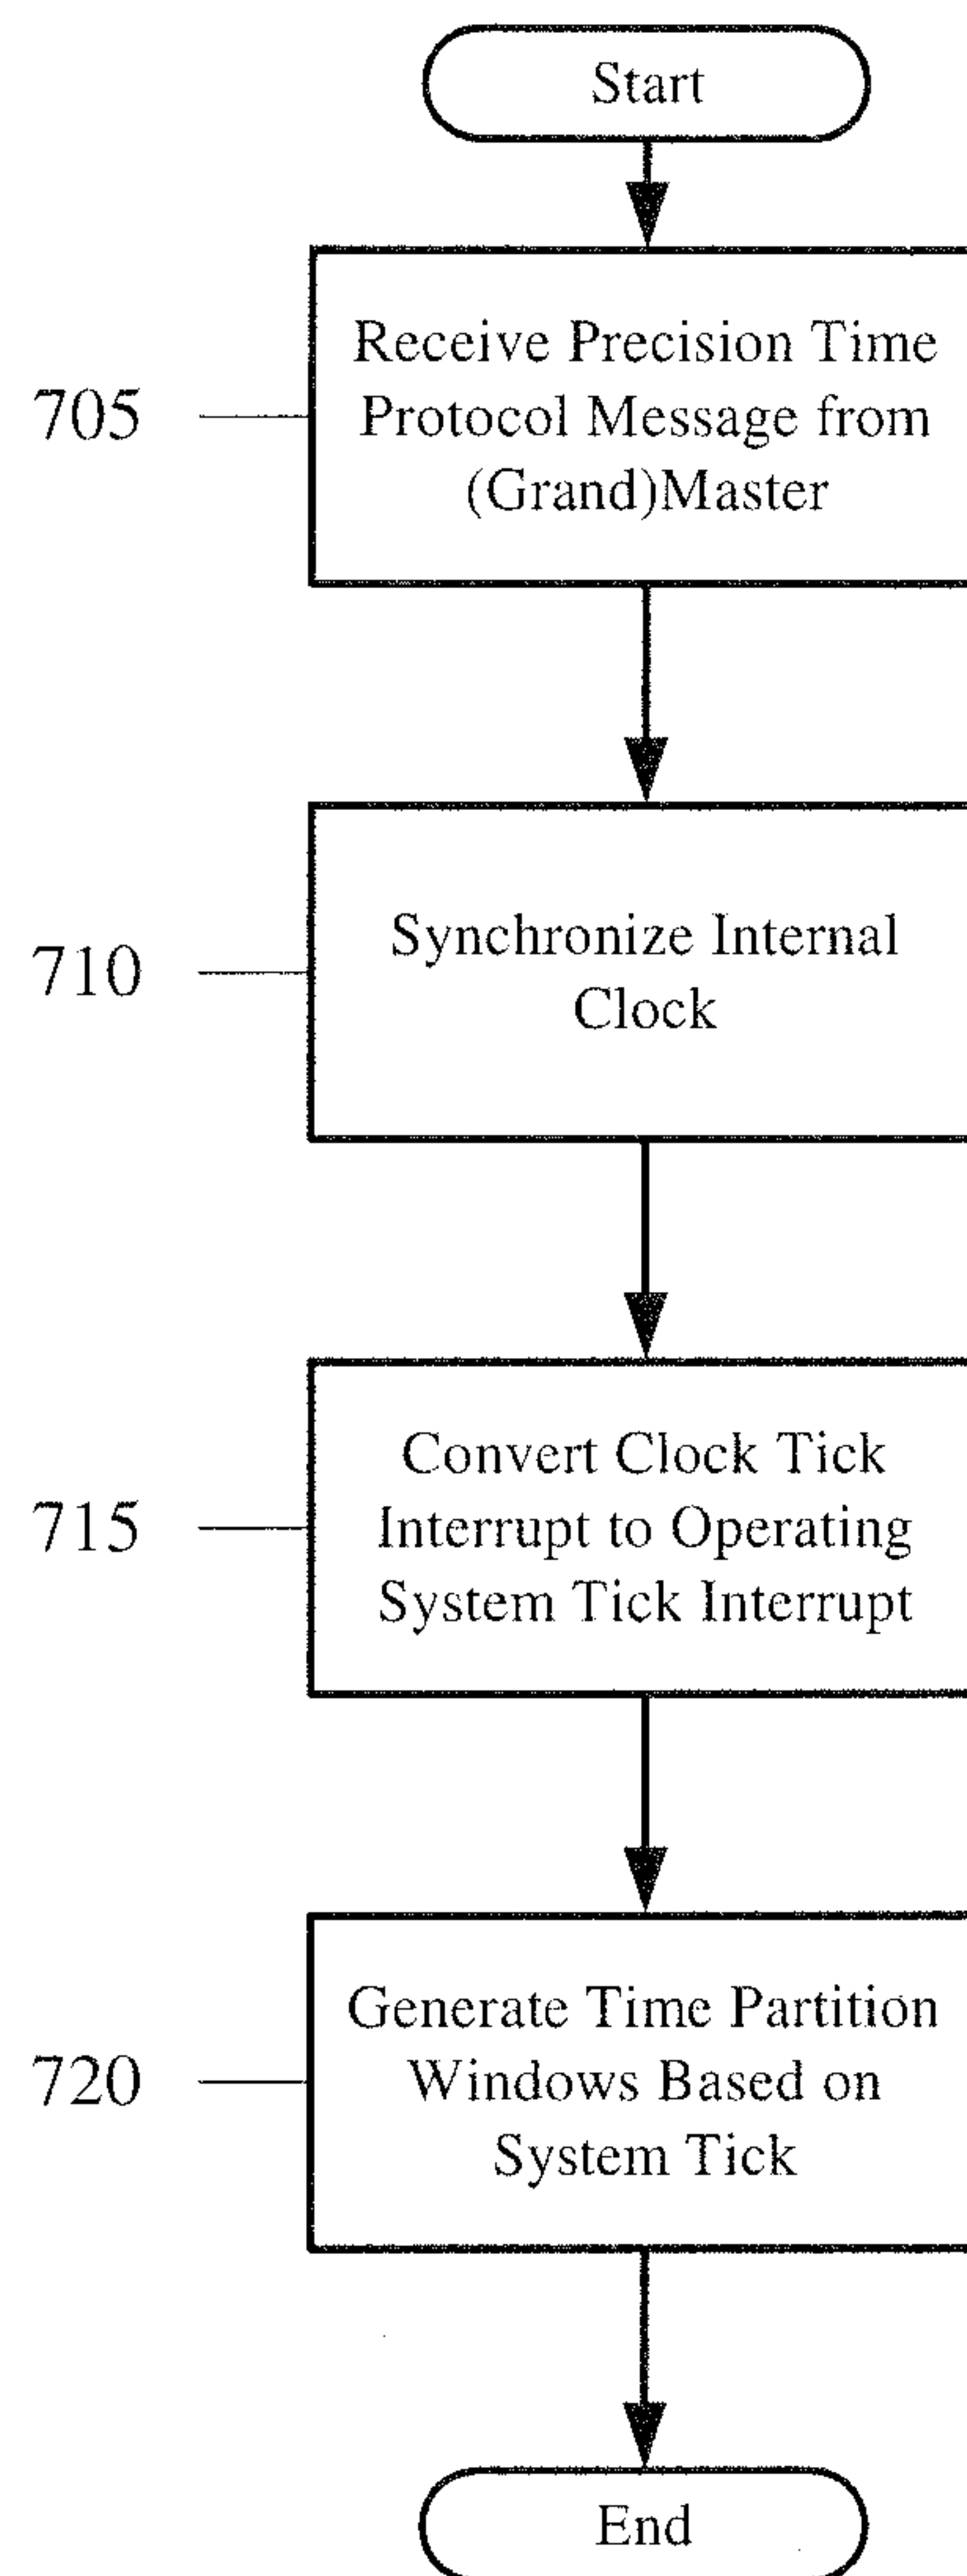 Start
705
Receive Precision Time
Protocol Message from
(Grand)Master
710
Synchronize Internal
Clock
715
Convert Clock Tick
Interrupt to Operating
System Tick Interrupt
720
Generate Time Partition
Windows Based on
System Tick
End